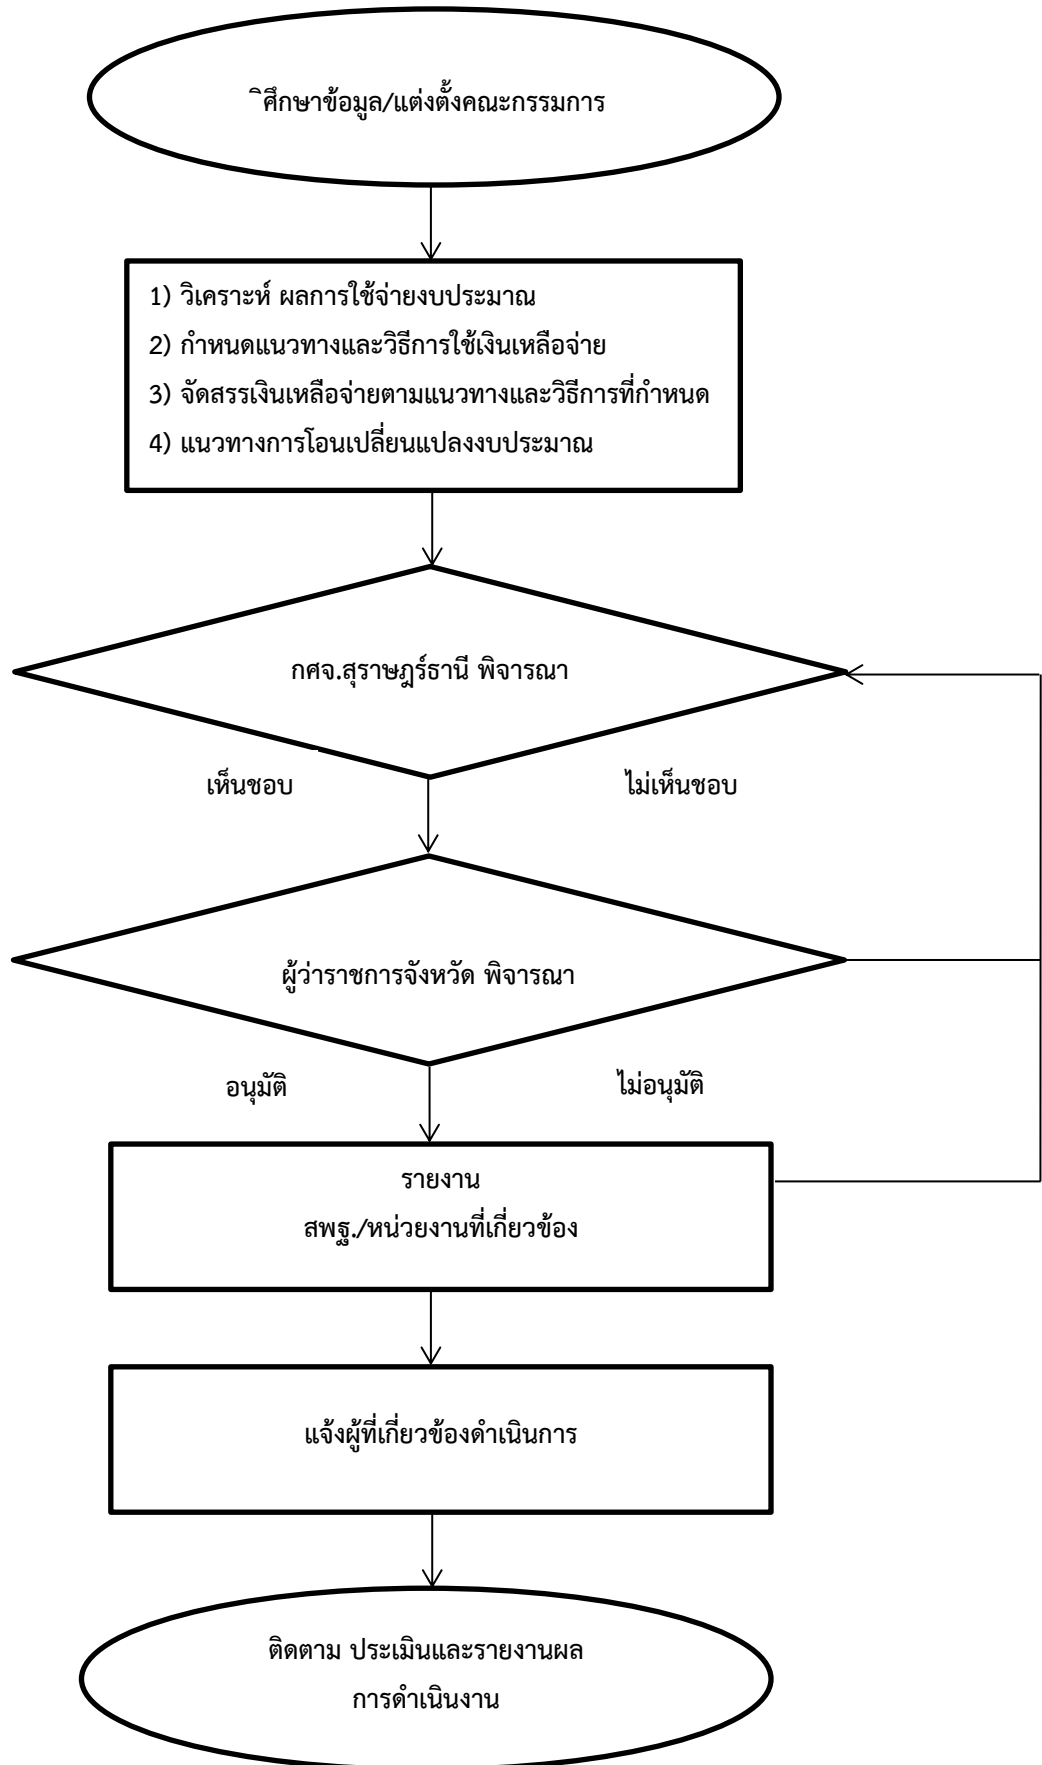 ศึกษาข้อมูล/แต่งตั้งคณะกรรมการ
1) วิเคราะห์ ผลการใช้จ่ายงบประมาณ
2) กำหนดแนวทางและวิธีการใช้เงินเหลือจ่าย
3) จัดสรรเงินเหลือจ่ายตามแนวทางและวิธีการที่กำหนด
4) แนวทางการโอนเปลี่ยนแปลงงบประมาณ
กศจ.สุราษฎร์ธานี พิจารณา
เห็นชอบ
ไม่เห็นชอบ
ผู้ว่าราชการจังหวัด พิจารณา
อนุมัติ
ไม่อนุมัติ
รายงาน
สพฐ./หน่วยงานที่เกี่ยวข้อง
แจ้งผู้ที่เกี่ยวข้องดำเนินการ
ติดตาม ประเมินและรายงานผล
การดำเนินงาน